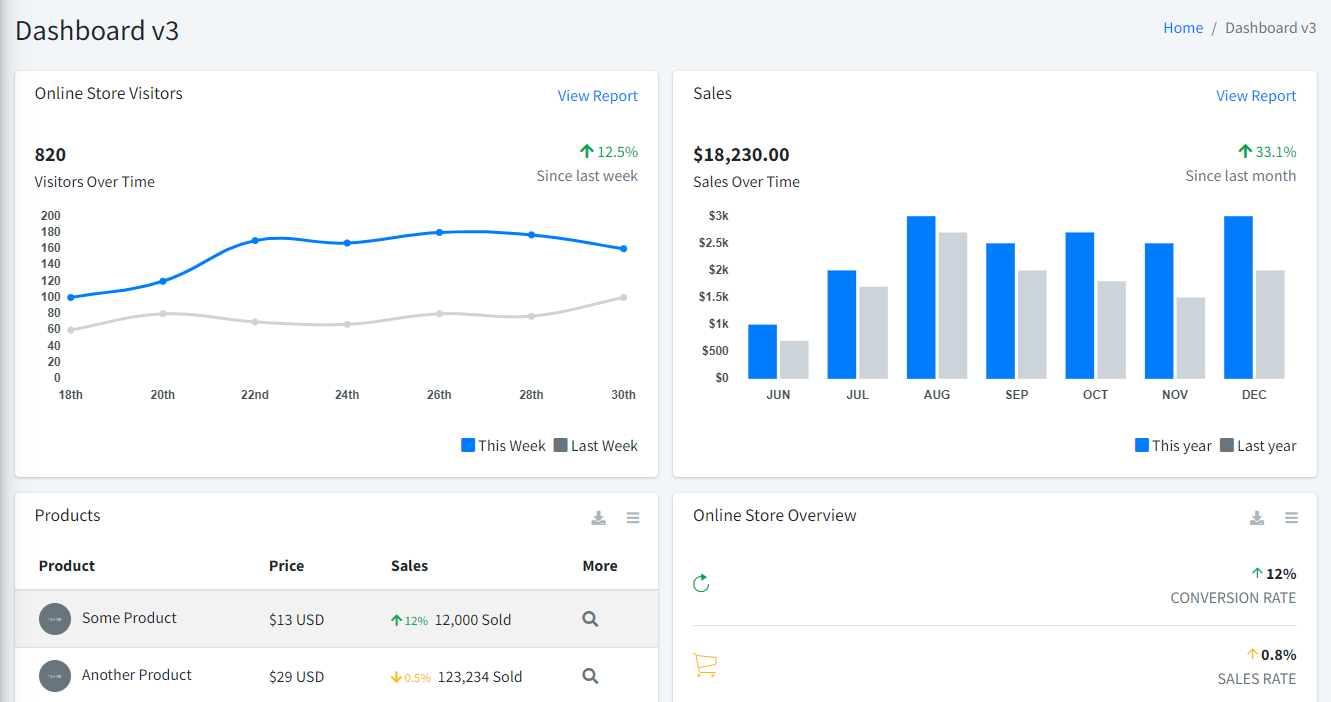 Dashboard v3
Home / Dashboard v3
Online Store Visitors
View Report
820
Visitors Over Time
12.5%
Since last week
200
180
160
140
120
100
80
60
40
20
0
18th 20th 22nd 24th 26th 28th 30th
This Week Last Week
Sales
View Report
$18,230.00
Sales Over Time
33.1%
Since last month
$3k
$2.5k
$2k
$1.5k
$1k
$500
$0
JUN JUL AUG SEP OCT NOV DEC
This year Last year
Products
Product Price Sales More
Some Product $13 USD 12% 12,000 Sold
Another Product $29 USD 0.5% 123,234 Sold
Online Store Overview
12%
CONVERSION RATE
0.8%
SALES RATE